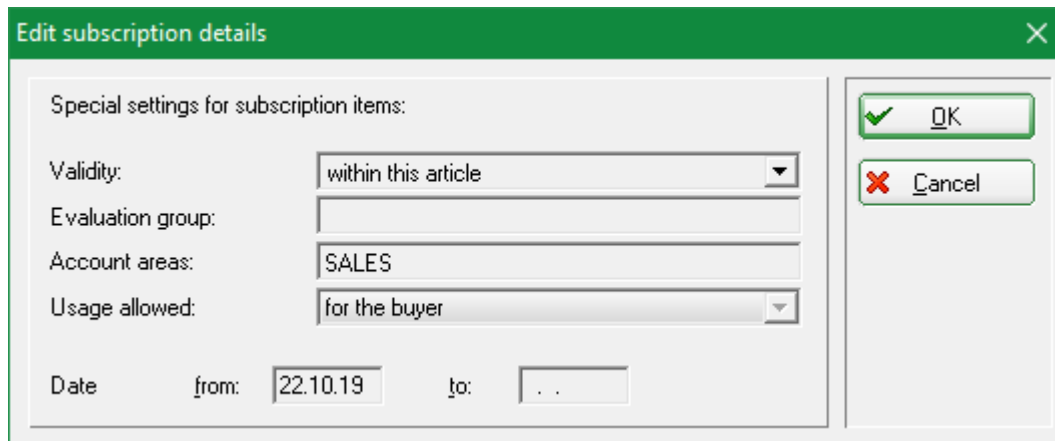 Edit subscription details
Special settings for subscription items:
OK
Validity: within this article
Cancel
Evaluation group:
Account areas: SALES
Usage allowed: for the buyer
Date from: 22.10.19 to: . .